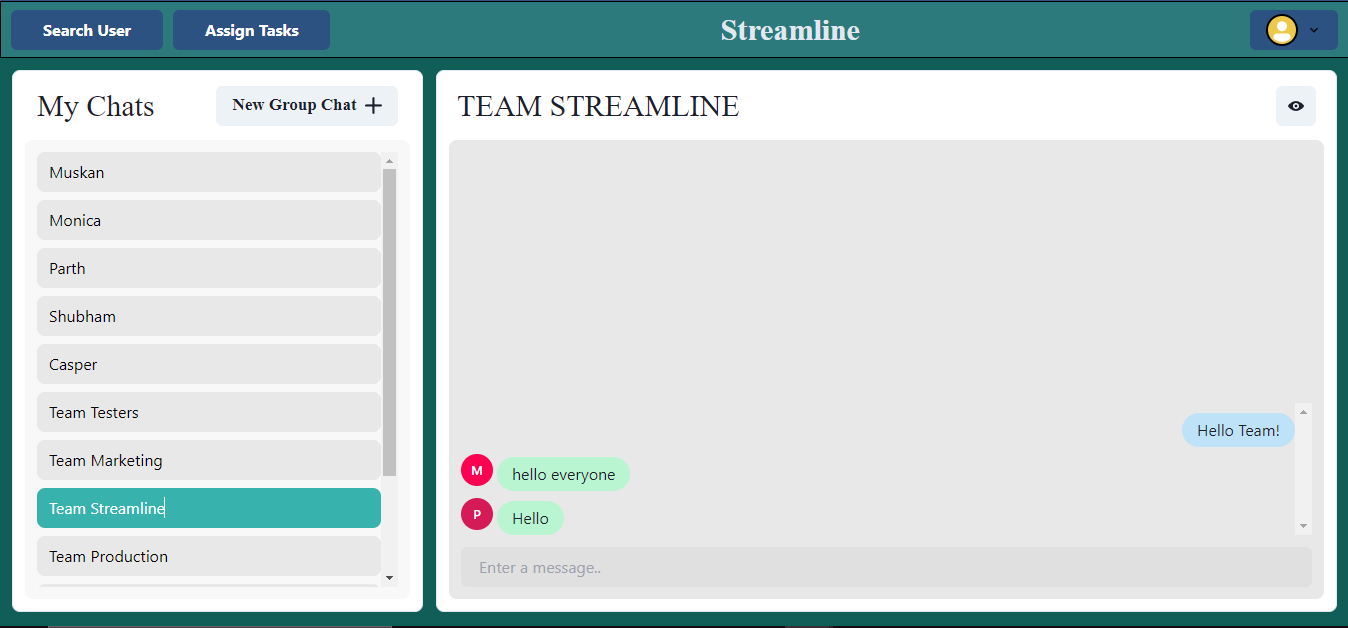 Search User
Assign Tasks
Streamline
My Chats
New Group Chat
Muskan
Monica
Parth
Shubham
Casper
Team Testers
Team Marketing
Team Streamline
Team Production
TEAM STREAMLINE
Hello Team!
M
hello everyone
P
Hello
Enter a message..